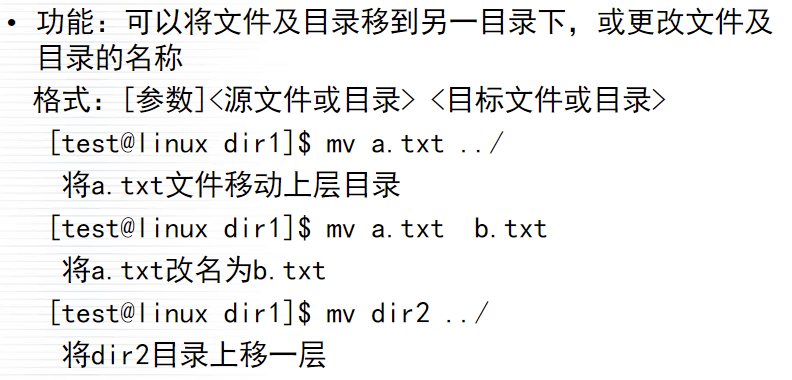 • 功能：可以将文件及目录移到另一目录下，或更改文件及
目录的名称
格式：[参数]<源文件或目录> <目标文件或目录>
[test@linux dir1]$ mv a.txt ../
将a.txt文件移动上层目录
[test@linux dir1]$ mv a.txt  b.txt
将a.txt改名为b.txt
[test@linux dir1]$ mv dir2 ../
将dir2目录上移一层